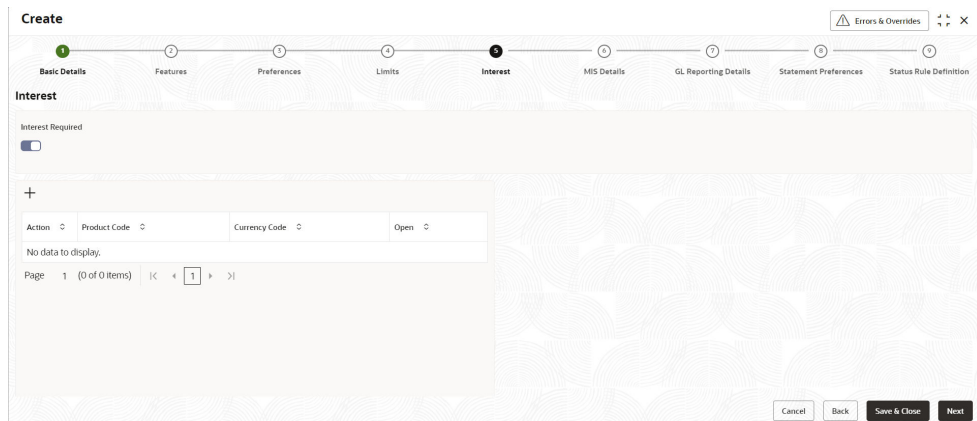 Create
Errors & Overrides
1 2 3 4 5 6 7 8 9
Basic Details Features Preferences Limits Interest MIS Details GL Reporting Details Statement Preferences Status Rule Definition
Interest
Interest Required
Action Product Code Currency Code Open
No data to display.
Page 1 (0 of 0 items) 1
Cancel Back Save & Close Next